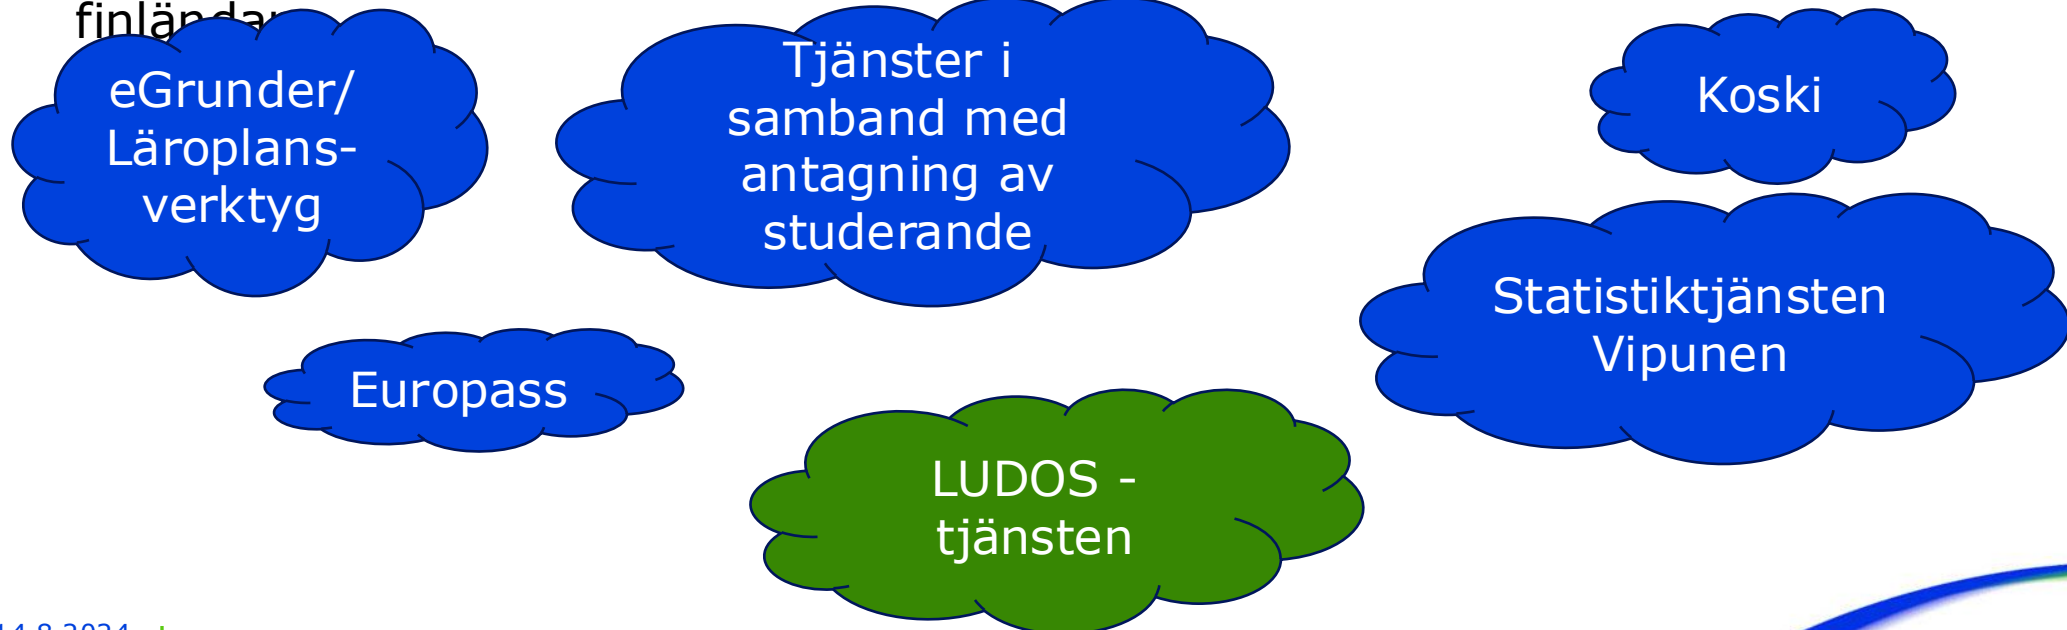 eGrunder/
Läroplans-
verktyg
Tjänster i
samband med
antagning av
studerande
Koski
Statistiktjänsten
Vipunen
Europass
LUDOS -
tjänsten